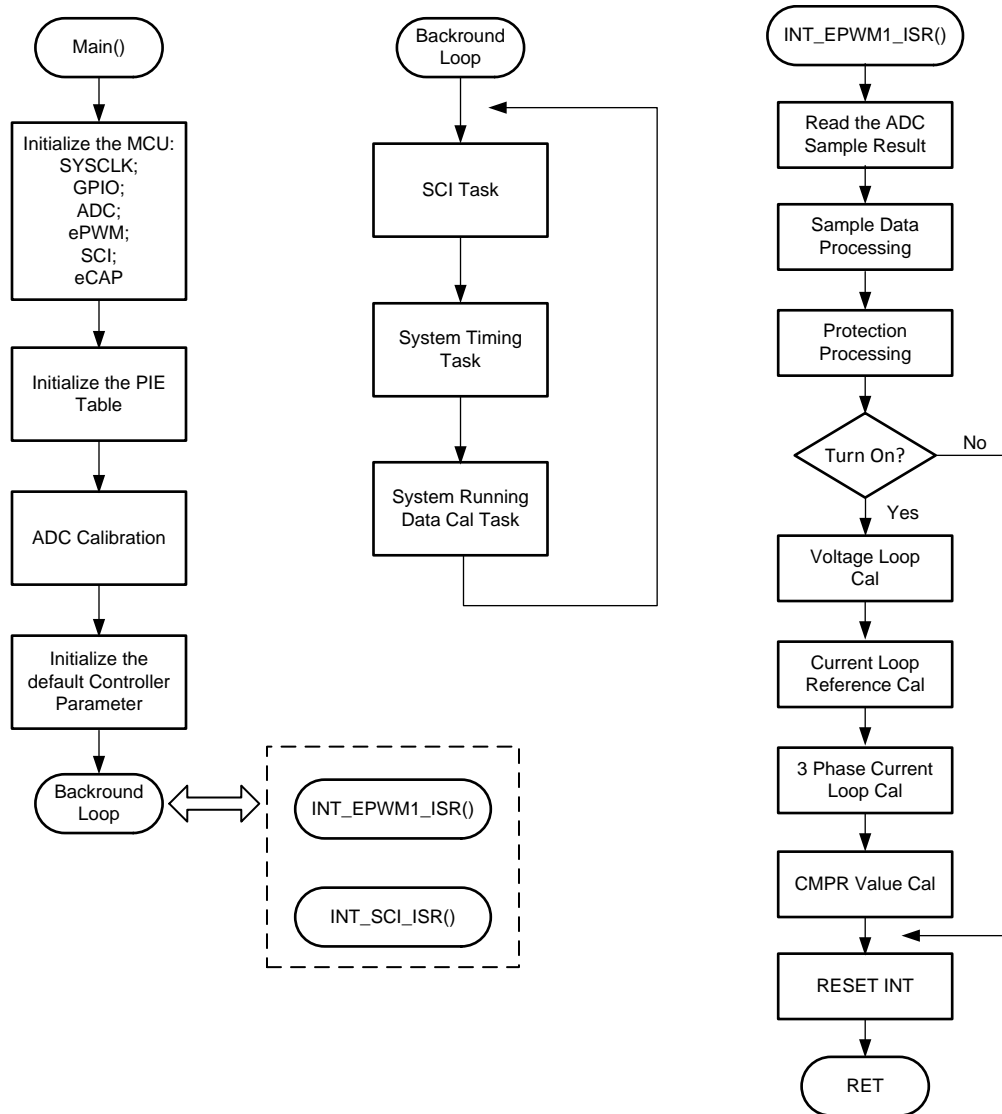 Main()
Initialize the MCU:
SYSCLK;
GPIO;
ADC;
ePWM;
SCI;
eCAP
Initialize the PIE
Table
ADC Calibration
Initialize the
default Controller
Parameter
Backround
Loop
INT_EPWM1_ISR()
INT_SCI_ISR()
Backround
Loop
SCI Task
System Timing
Task
System Running
Data Cal Task
INT_EPWM1_ISR()
Read the ADC
Sample Result
Sample Data
Processing
Protection
Processing
Turn On?
No
Yes
Voltage Loop
Cal
Current Loop
Reference Cal
3 Phase Current
Loop Cal
CMPR Value Cal
RESET INT
RET